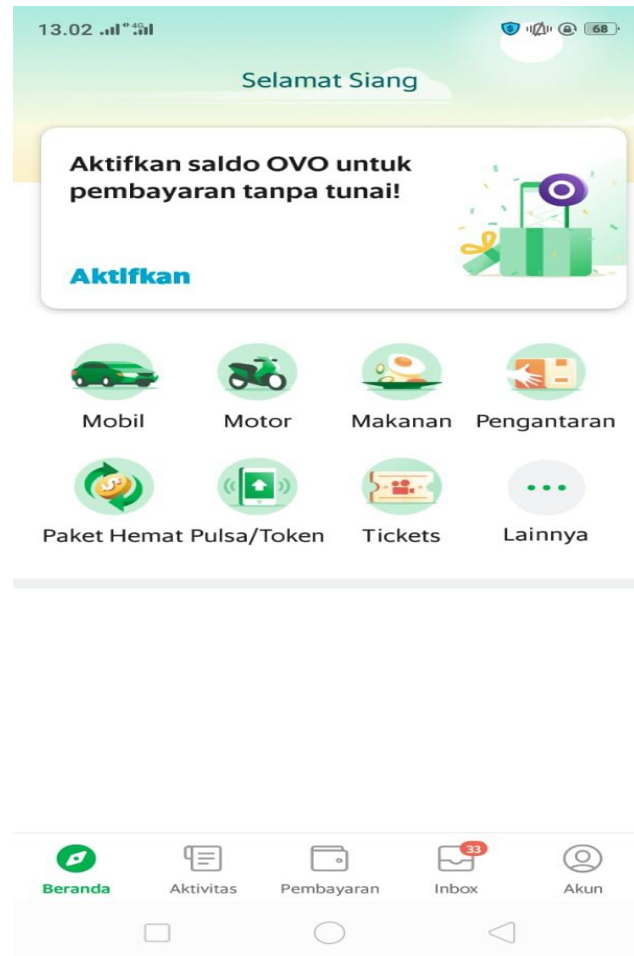 13.02
4G
68
Selamat Siang
Aktifkan saldo OVO untuk
pembayaran tanpa tunai!
Aktifkan
Mobil Motor Makanan Pengantaran
Paket Hemat Pulsa/Token Tickets Lainnya
33
Beranda Aktivitas Pembayaran Inbox Akun